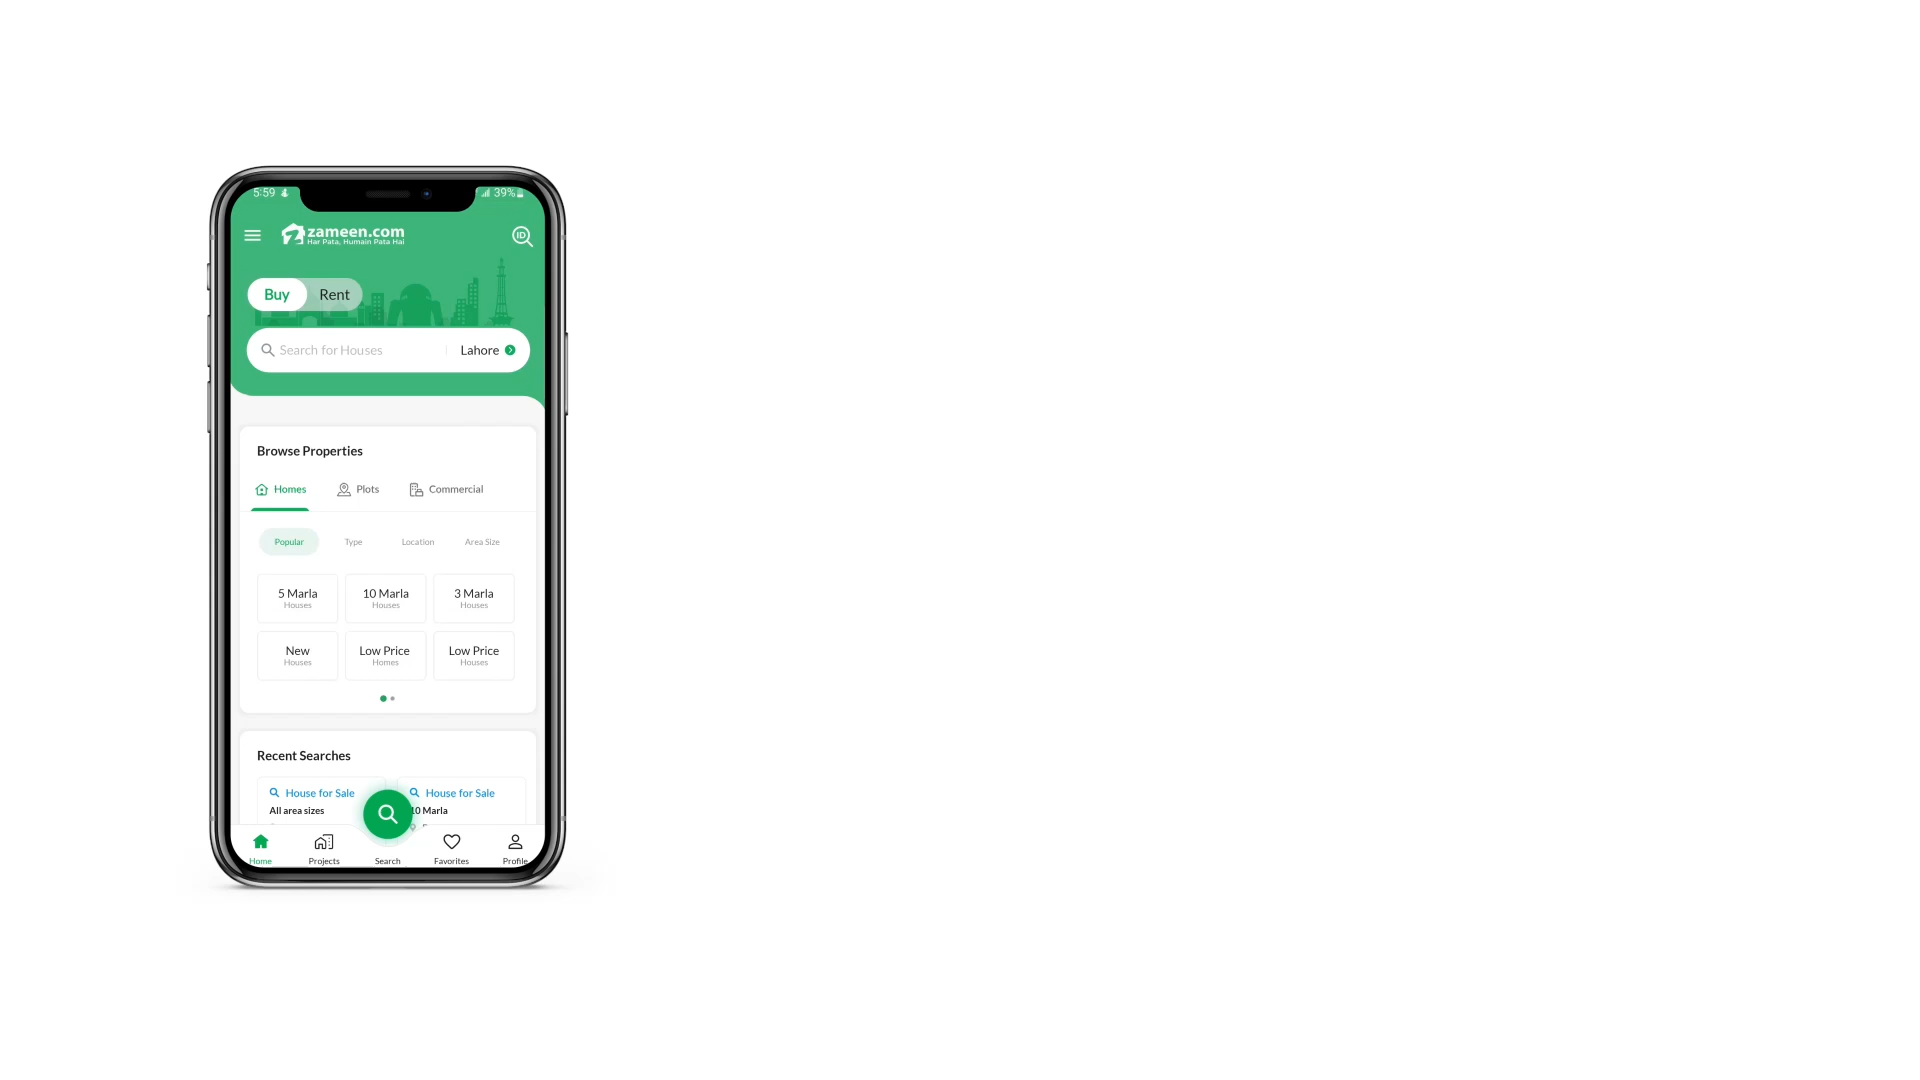 5:59
39%
zameen.com
Har Pata, Humain Pata Hai
ID
Buy Rent
Search for Houses Lahore
Browse Properties
Homes Plots Commercial
Popular Type Location Area Size
5 Marla 10 Marla 3 Marla
Houses Houses Houses
New Low Price Low Price
Houses Homes Houses
Recent Searches
House for Sale House for Sale
All area sizes 10 Marla
Home Projects Search Favorites Profile